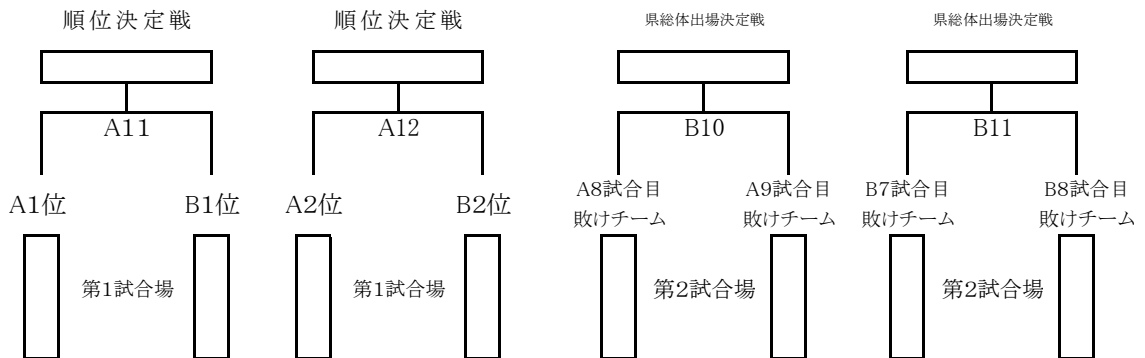 順位決定戦
順位決定戦
県総体出場決定戦
県総体出場決定戦
A11
A12
B10
B11
A1位
B1位
A2位
B2位
A8試合目
敗けチーム
A9試合目
敗けチーム
B7試合目
敗けチーム
B8試合目
敗けチーム
第1試合場
第1試合場
第2試合場
第2試合場